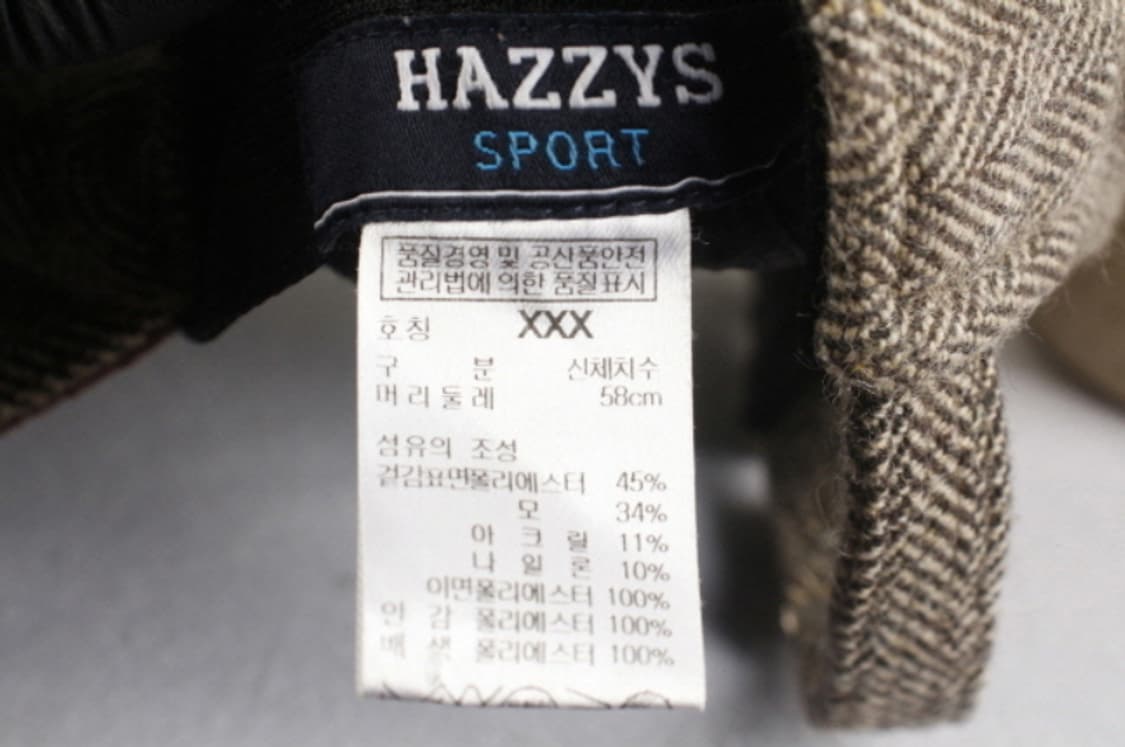 HAZZYS
SPORT
품질경영 및 공산품안전
관리법에 의한 품질표시
호칭 XXX
구 분 신체치수
머리둘레 58cm
섬유의 조성
겉감표면폴리에스터 45%
모 34%
아크릴 11%
나일론 10%
이면폴리에스터 100%
안감 폴리에스터 100%
배색 폴리에스터 100%